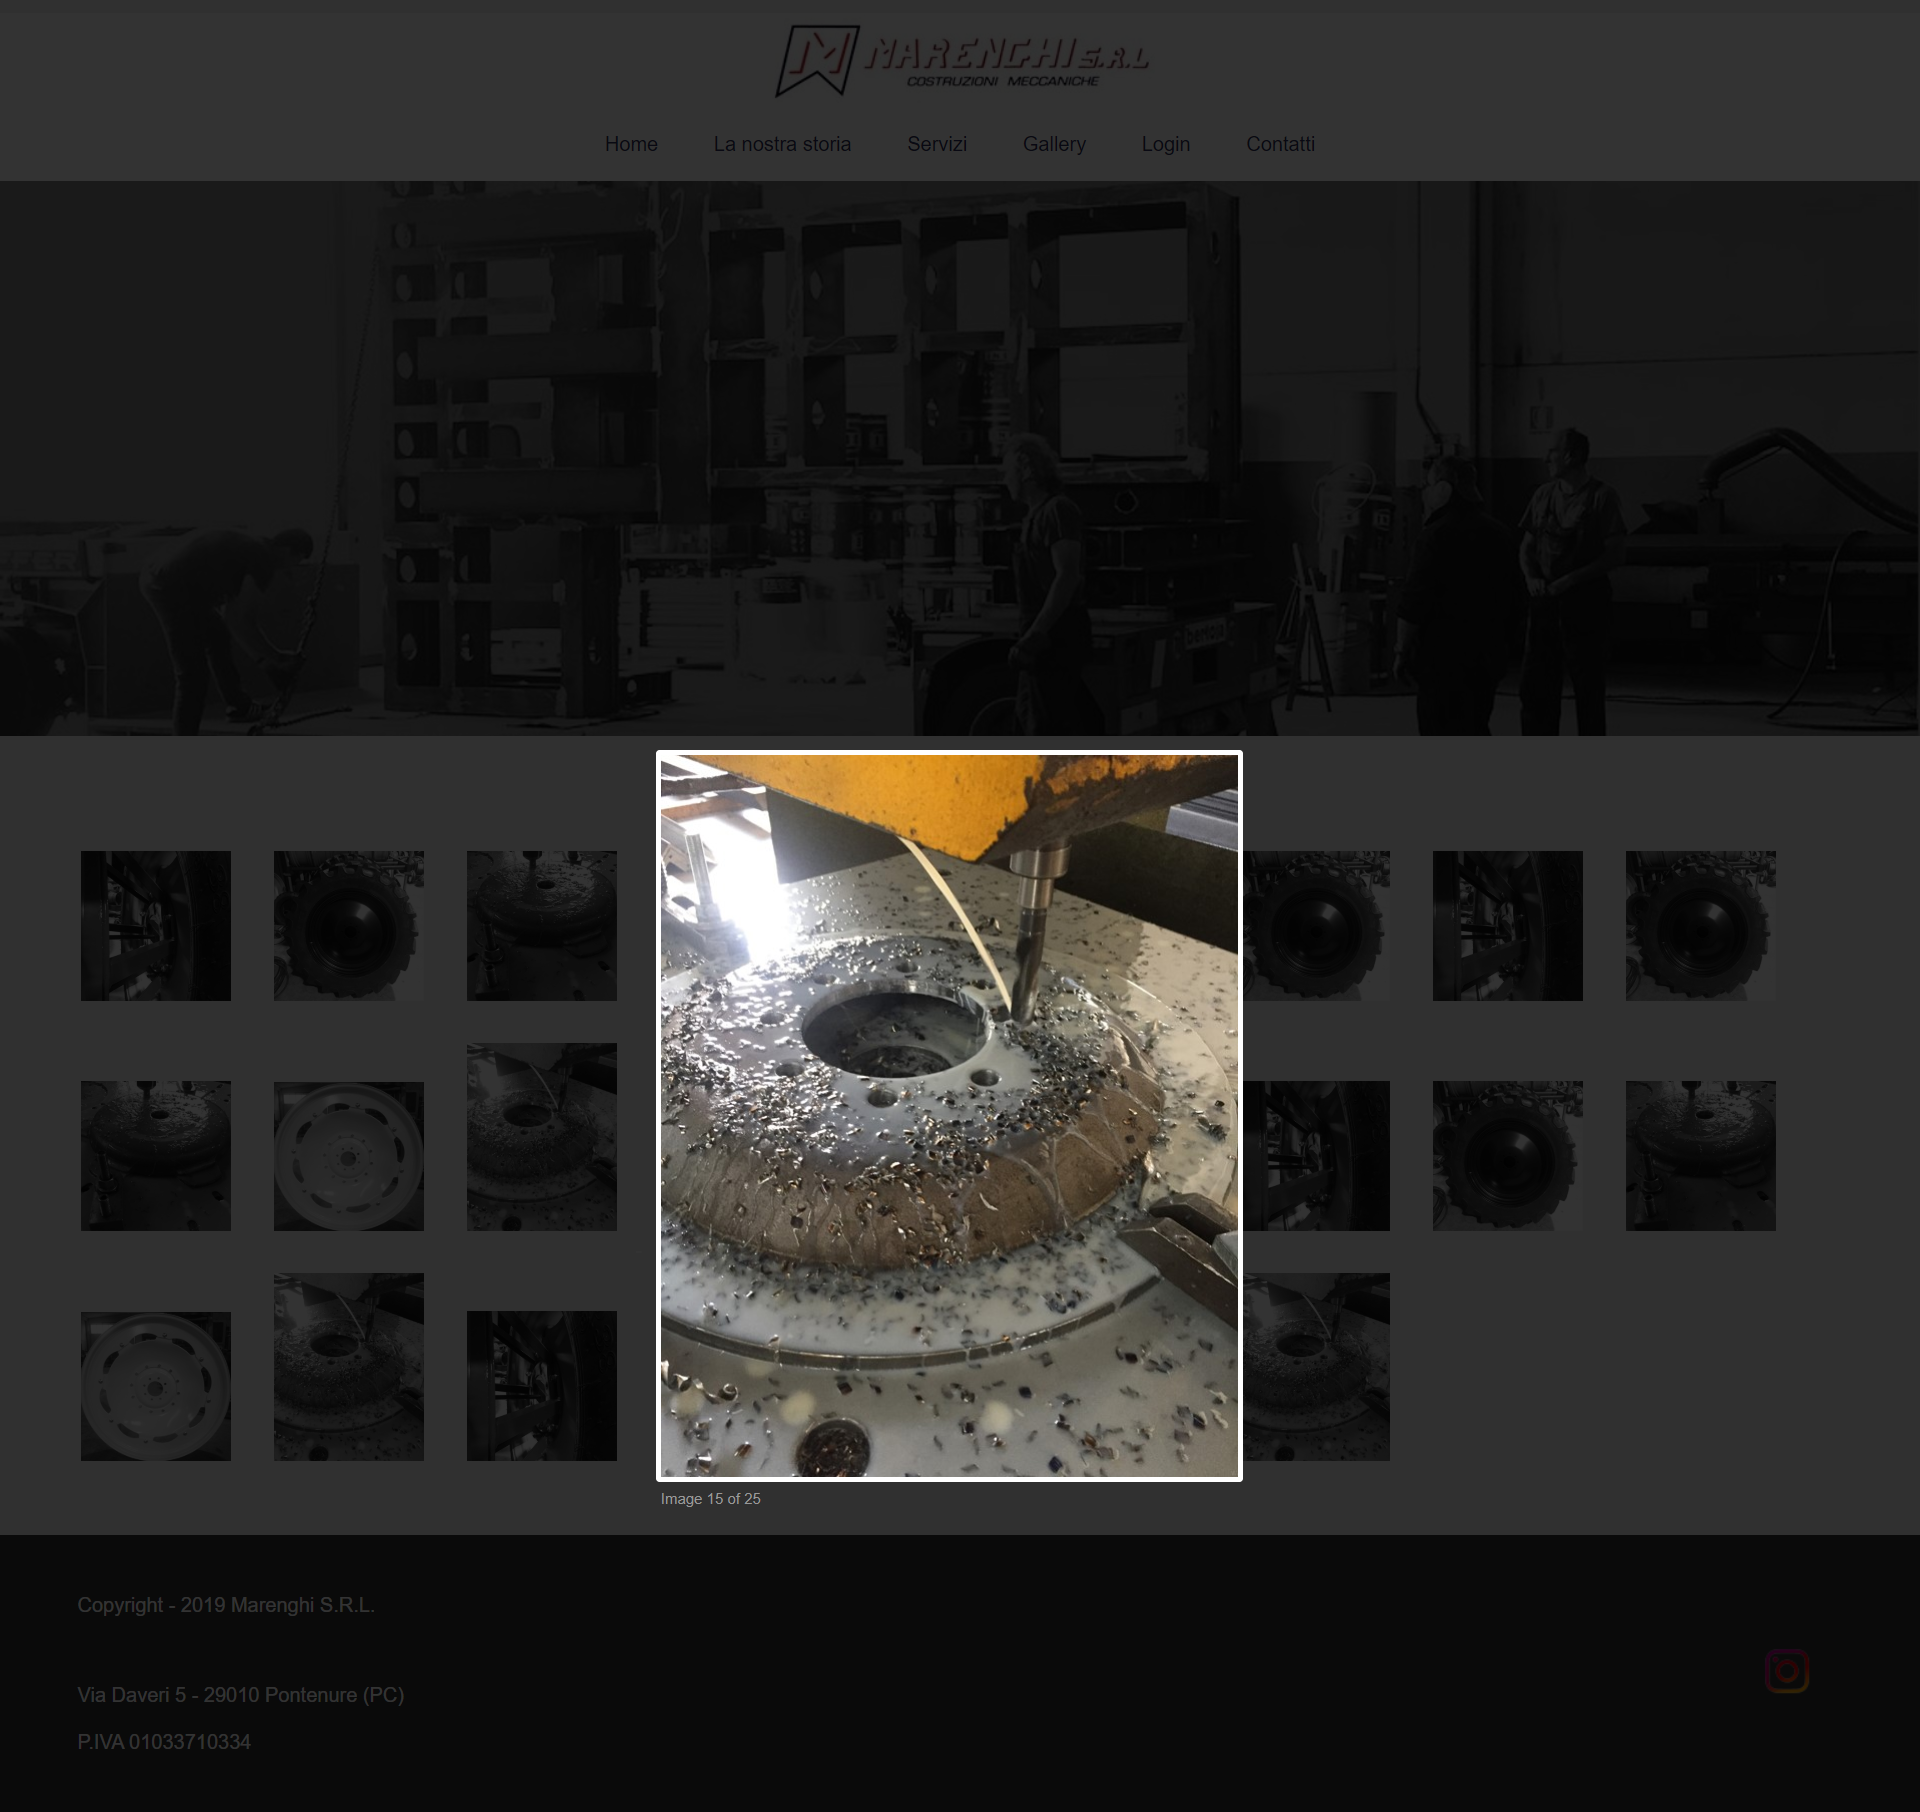 MARENGHI S.R.L
COSTRUZIONI MECCANICHE
Home La nostra storia Servizi Gallery Login Contatti
Image 15 of 25
Copyright - 2019 Marenghi S.R.L.
Via Daveri 5 - 29010 Pontenure (PC)
P.IVA 01033710334